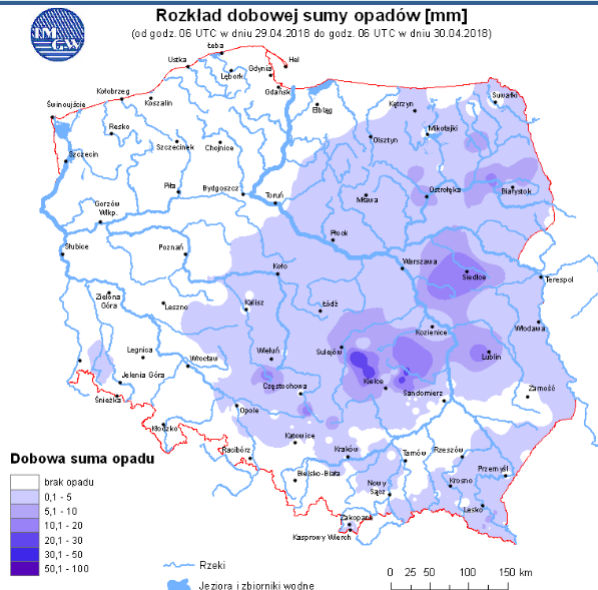 IM
GW
Rozkład dobowej sumy opadów [mm]
(od godz. 06 UTC w dniu 29.04.2018 do godz. 06 UTC w dniu 30.04.2018)
Łeba
Ustka
Hel
Gdynia
Lębork
Gdańsk
Kołobrzeg
Koszalin
Świnoujście
Elbląg
Kętrzyn
Suwałki
Resko
Szczecinek
Chojnice
Olsztyn
Mikołajki
Szczecin
Piła
Bydgoszcz
Toruń
Mława
Ostrołęka
Białystok
Gorzów
Wlkp.
Płock
Słubice
Poznań
Koło
Warszawa
Siedlce
Terespol
Zielona
Góra
Leszno
Kalisz
Łódź
Kozienice
Włodawa
Legnica
Wrocław
Wieluń
Sulejów
Lublin
Jelenia Góra
Częstochowa
Kielce
Sandomierz
Zamość
Śnieżka
Opole
Kłodzko
Katowice
Racibórz
Kraków
Tarnów
Rzeszów
Bielsko-Biała
Nowy
Sącz
Krosno
Przemyśl
Lesko
Zakopane
Kasprowy Wierch
Dobowa suma opadu
brak opadu
0,1 - 5
5,1 - 10
10,1 - 20
20,1 - 30
30,1 - 50
50,1 - 100
Rzeki
Jeziora i zbiorniki wodne
0 25 50 100 150 km